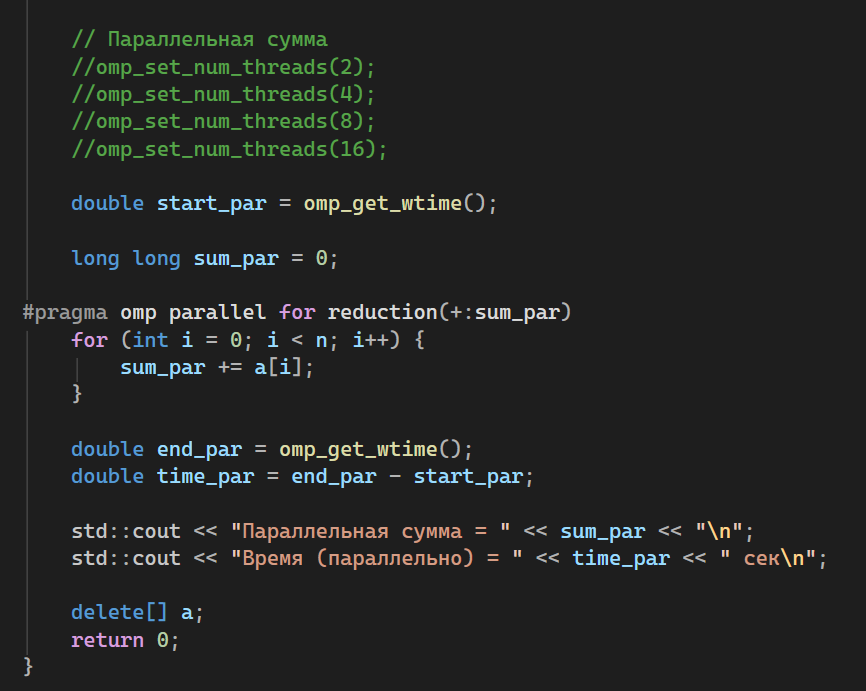 // Параллельная сумма
//omp_set_num_threads(2);
//omp_set_num_threads(4);
//omp_set_num_threads(8);
//omp_set_num_threads(16);
double start_par = omp_get_wtime();
long long sum_par = 0;
#pragma omp parallel for reduction(+:sum_par)
for (int i = 0; i < n; i++) {
sum_par += a[i];
}
double end_par = omp_get_wtime();
double time_par = end_par - start_par;
std::cout << "Параллельная сумма = " << sum_par << "\n";
std::cout << "Время (параллельно) = " << time_par << " сек\n";
delete[] a;
return 0;
}